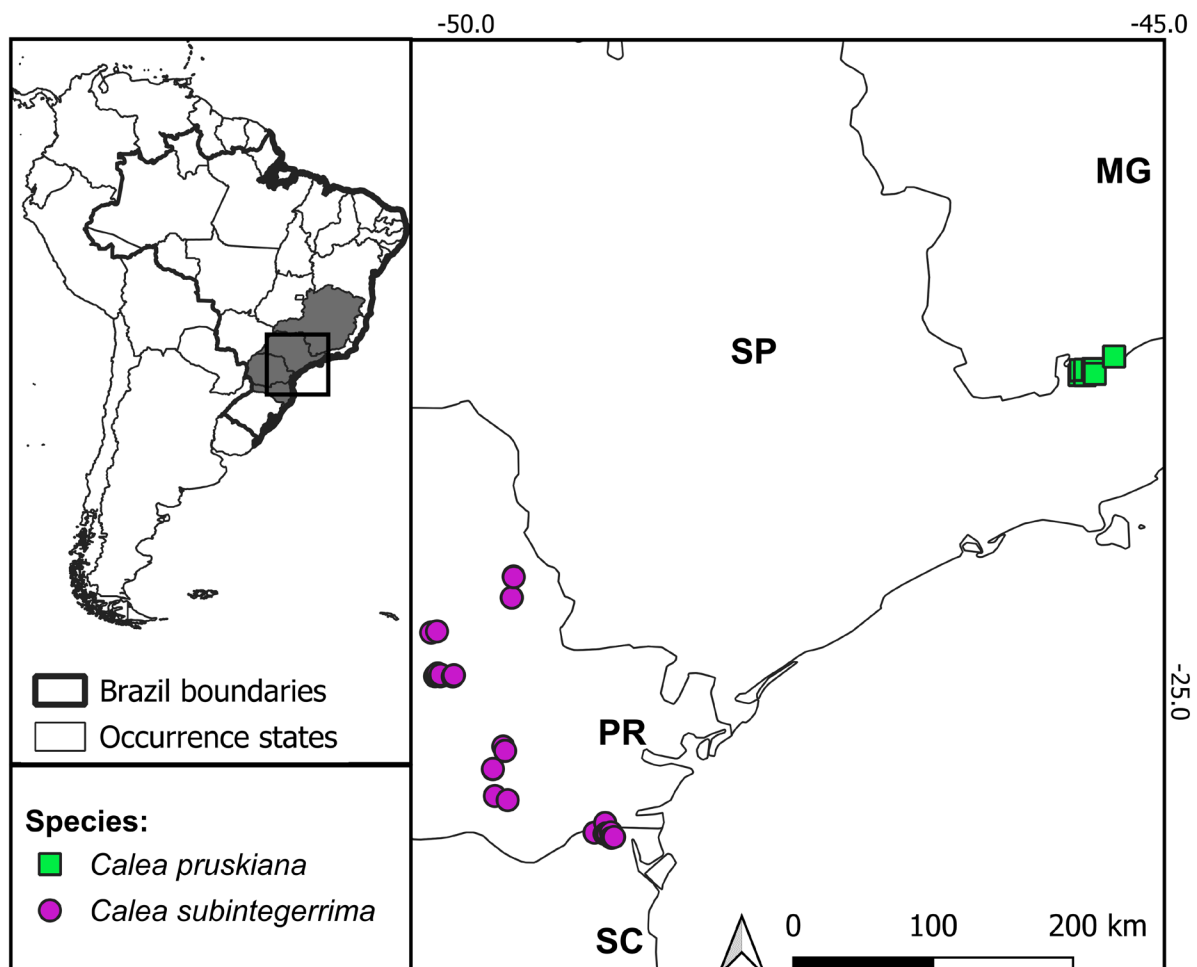 -50.0
-45.0
MG
SP
-25.0
Brazil boundaries
Occurrence states
PR
Species:
Calea pruskiana
Calea subintegerrima
SC
0 100 200 km